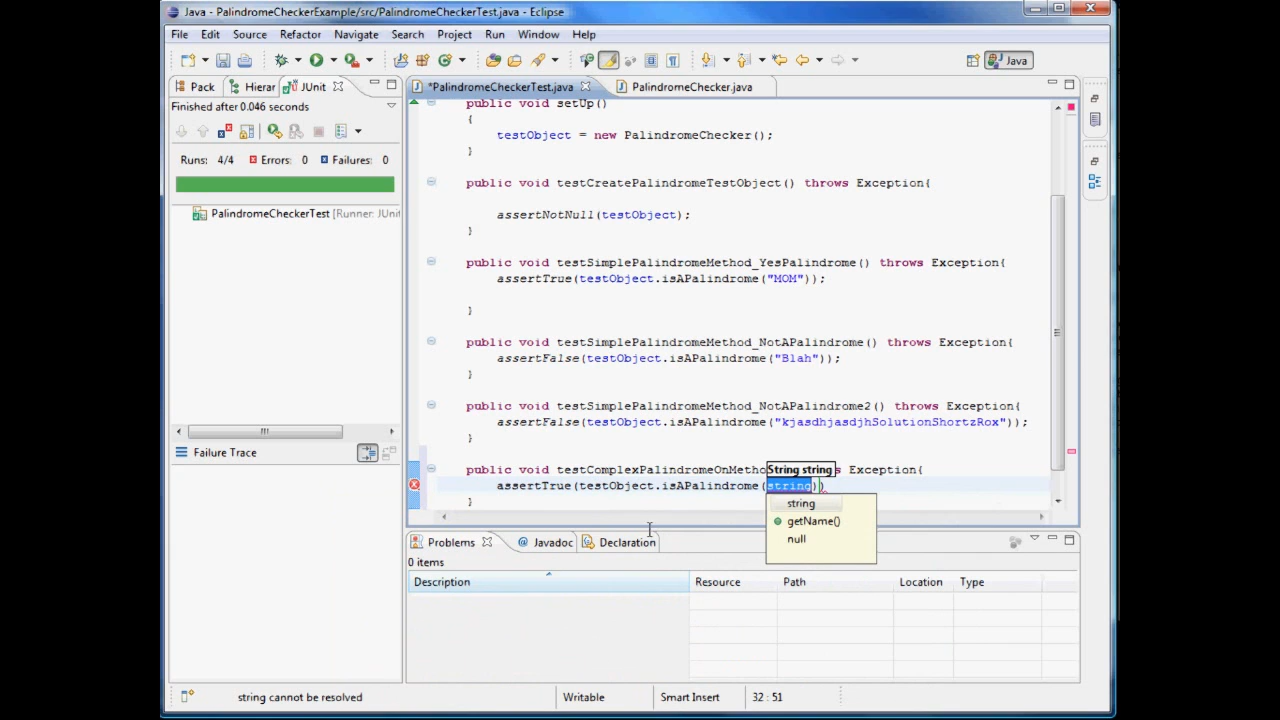 Java - PalindromeCheckerExample/src/PalindromeCheckerTest.java - Eclipse
File Edit Source Refactor Navigate Search Project Run Window Help
Java
Pack Hierar JUnit
*PalindromeCheckerTest.java PalindromeChecker.java
Finished after 0.046 seconds
Runs: 4/4 Errors: 0 Failures: 0
PalindromeCheckerTest [Runner: JUnit
Failure Trace
public void setUp()
{
testObject = new PalindromeChecker();
}
public void testCreatePalindromeTestObject() throws Exception{
assertNotNull(testObject);
}
public void testSimplePalindromeMethod_YesPalindrome() throws Exception{
assertTrue(testObject.isAPalindrome("MOM"));
}
public void testSimplePalindromeMethod_NotAPalindrome() throws Exception{
assertFalse(testObject.isAPalindrome("Blah"));
}
public void testSimplePalindromeMethod_NotAPalindrome2() throws Exception{
assertFalse(testObject.isAPalindrome("kjasdhjasdjhSolutionShortzRox"));
}
public void testComplexPalindromeOnMetho String string s Exception{
assertTrue(testObject.isAPalindrome(string))
}
string
getName()
null
Problems Javadoc Declaration
0 items
Description Resource Path Location Type
string cannot be resolved Writable Smart Insert 32 : 51